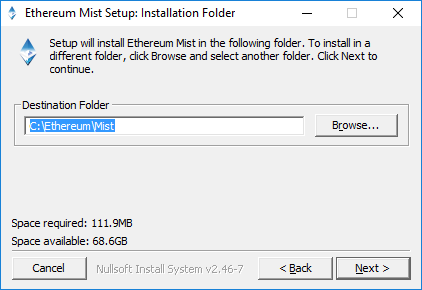 Ethereum Mist Setup: Installation Folder
Setup will install Ethereum Mist in the following folder. To install in a
different folder, click Browse and select another folder. Click Next to
continue.
Destination Folder
C:\Ethereum\Mist
Browse...
Space required: 111.9MB
Space available: 68.6GB
Cancel
Nullsoft Install System v2.46-7
< Back
Next >